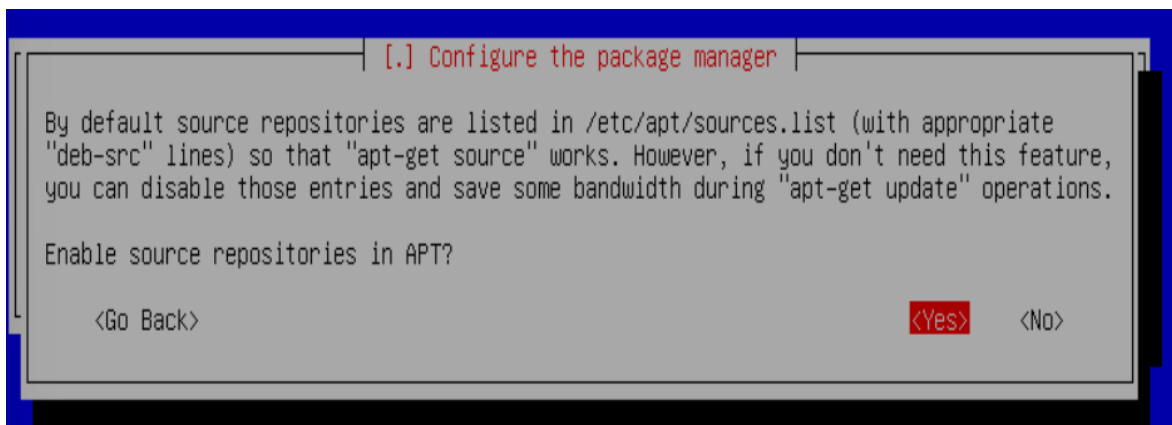 [.] Configure the package manager
By default source repositories are listed in /etc/apt/sources.list (with appropriate
"deb-src" lines) so that "apt-get source" works. However, if you don't need this feature,
you can disable those entries and save some bandwidth during "apt-get update" operations.
Enable source repositories in APT?
<Go Back> <Yes> <No>